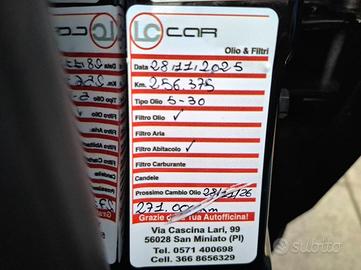 LC CAR
Olio & Filtri
Data 28/11/2025
Km. 256.375
Tipo Olio 5-30
Filtro Olio ✓
Filtro Aria
Filtro Abitacolo ✓
Filtro Carburante
Candele
Prossimo Cambio Olio 28/11/26
271.000 km
Grazie dalla Tua Autofficina!
Via Cascina Lari, 99
56028 San Miniato (PI)
Tel. 0571 400698
Cell. 366 8656329
subito